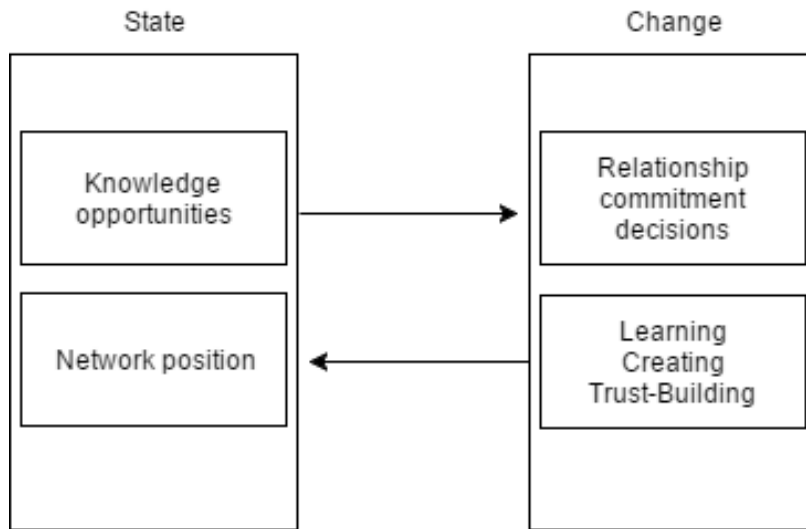 State
Change
Knowledge
opportunities
Relationship
commitment
decisions
Network position
Learning
Creating
Trust-Building